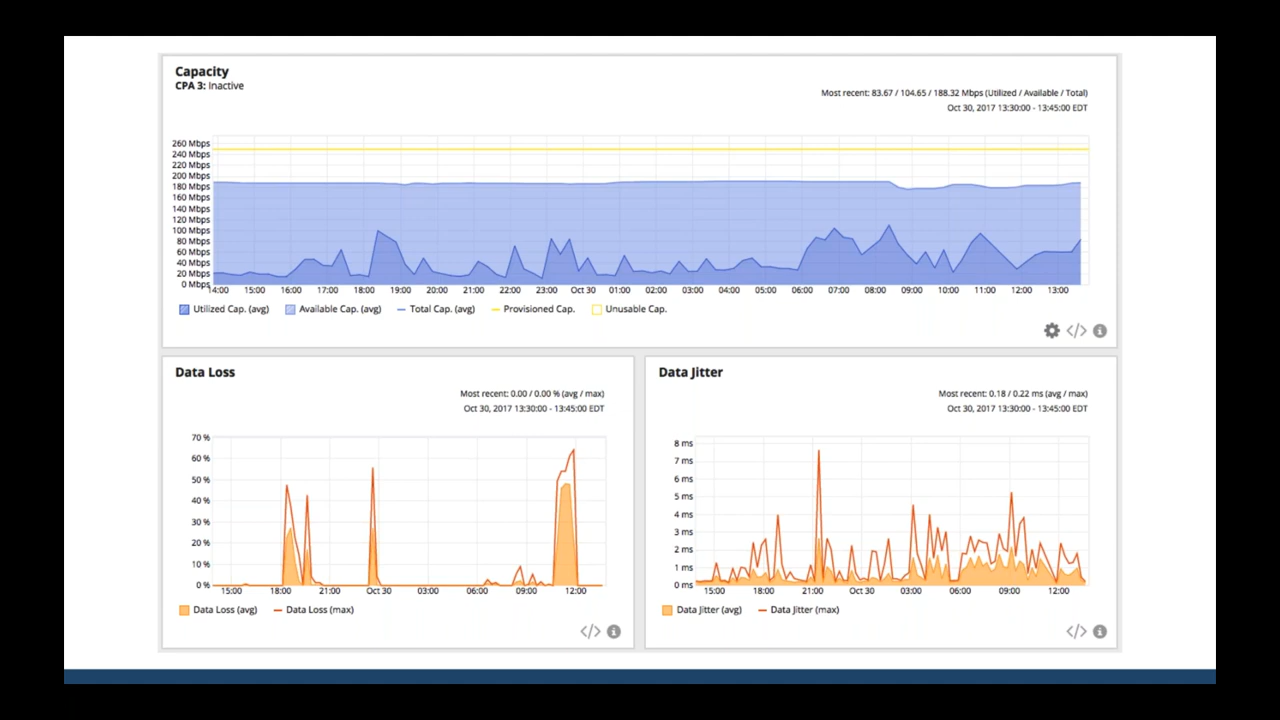 Capacity
CPA 3: Inactive
Most recent: 83.67 / 104.65 / 188.32 Mbps (Utilized / Available / Total)
Oct 30, 2017 13:30:00 - 13:45:00 EDT
260 Mbps
240 Mbps
220 Mbps
200 Mbps
180 Mbps
160 Mbps
140 Mbps
120 Mbps
100 Mbps
80 Mbps
60 Mbps
40 Mbps
20 Mbps
0 Mbps
14:00 15:00 16:00 17:00 18:00 19:00 20:00 21:00 22:00 23:00 Oct 30 01:00 02:00 03:00 04:00 05:00 06:00 07:00 08:00 09:00 10:00 11:00 12:00 13:00
Utilized Cap. (avg) Available Cap. (avg) Total Cap. (avg) Provisioned Cap. Unusable Cap.
Data Loss
Most recent: 0.00 / 0.00 % (avg / max)
Oct 30, 2017 13:30:00 - 13:45:00 EDT
70 %
60 %
50 %
40 %
30 %
20 %
10 %
0 %
15:00 18:00 21:00 Oct 30 03:00 06:00 09:00 12:00
Data Loss (avg) Data Loss (max)
Data Jitter
Most recent: 0.18 / 0.22 ms (avg / max)
Oct 30, 2017 13:30:00 - 13:45:00 EDT
8 ms
7 ms
6 ms
5 ms
4 ms
3 ms
2 ms
1 ms
0 ms
15:00 18:00 21:00 Oct 30 03:00 06:00 09:00 12:00
Data Jitter (avg) Data Jitter (max)